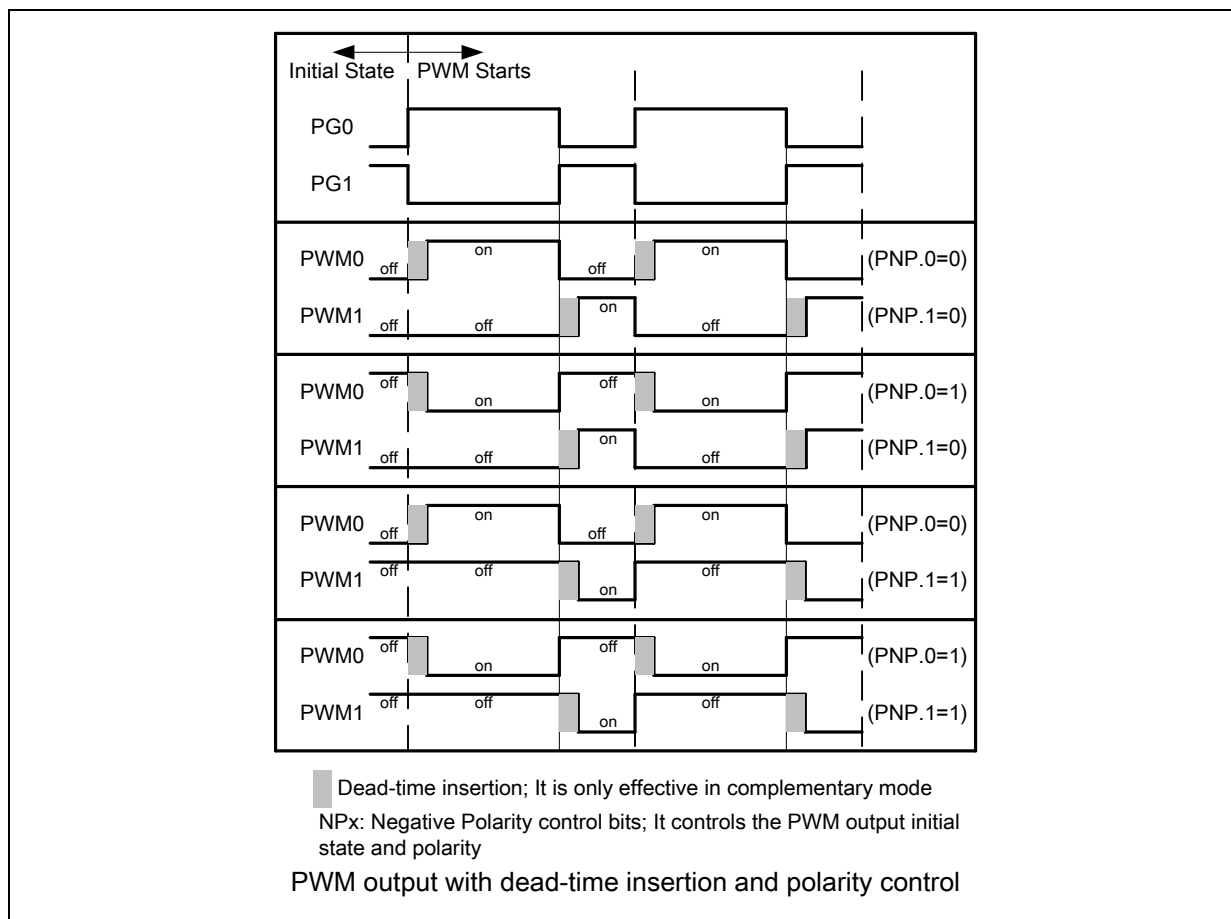 Initial State PWM Starts
PG0
PG1
on on
PWM0 off off (PNP.0=0)
on
PWM1 off off off (PNP.1=0)
PWM0 off off (PNP.0=1)
on on
on
PWM1 off off off (PNP.1=0)
on on
PWM0 off off (PNP.0=0)
PWM1 off off off (PNP.1=1)
on
PWM0 off off (PNP.0=1)
on on
PWM1 off off off (PNP.1=1)
on
Dead-time insertion; It is only effective in complementary mode
NPx: Negative Polarity control bits; It controls the PWM output initial
state and polarity
PWM output with dead-time insertion and polarity control